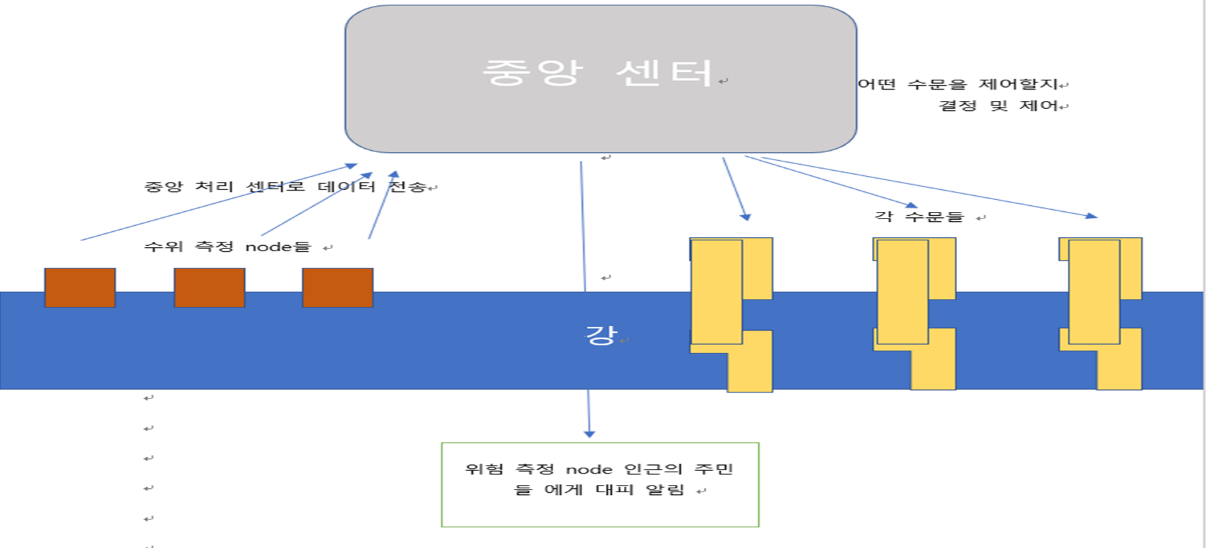 중앙 센터
어떤 수문을 제어할지
결정 및 제어
중앙 처리 센터로 데이터 전송
각 수문들
수위 측정 node들
강
위험 측정 node 인근의 주민
들 에게 대피 알림